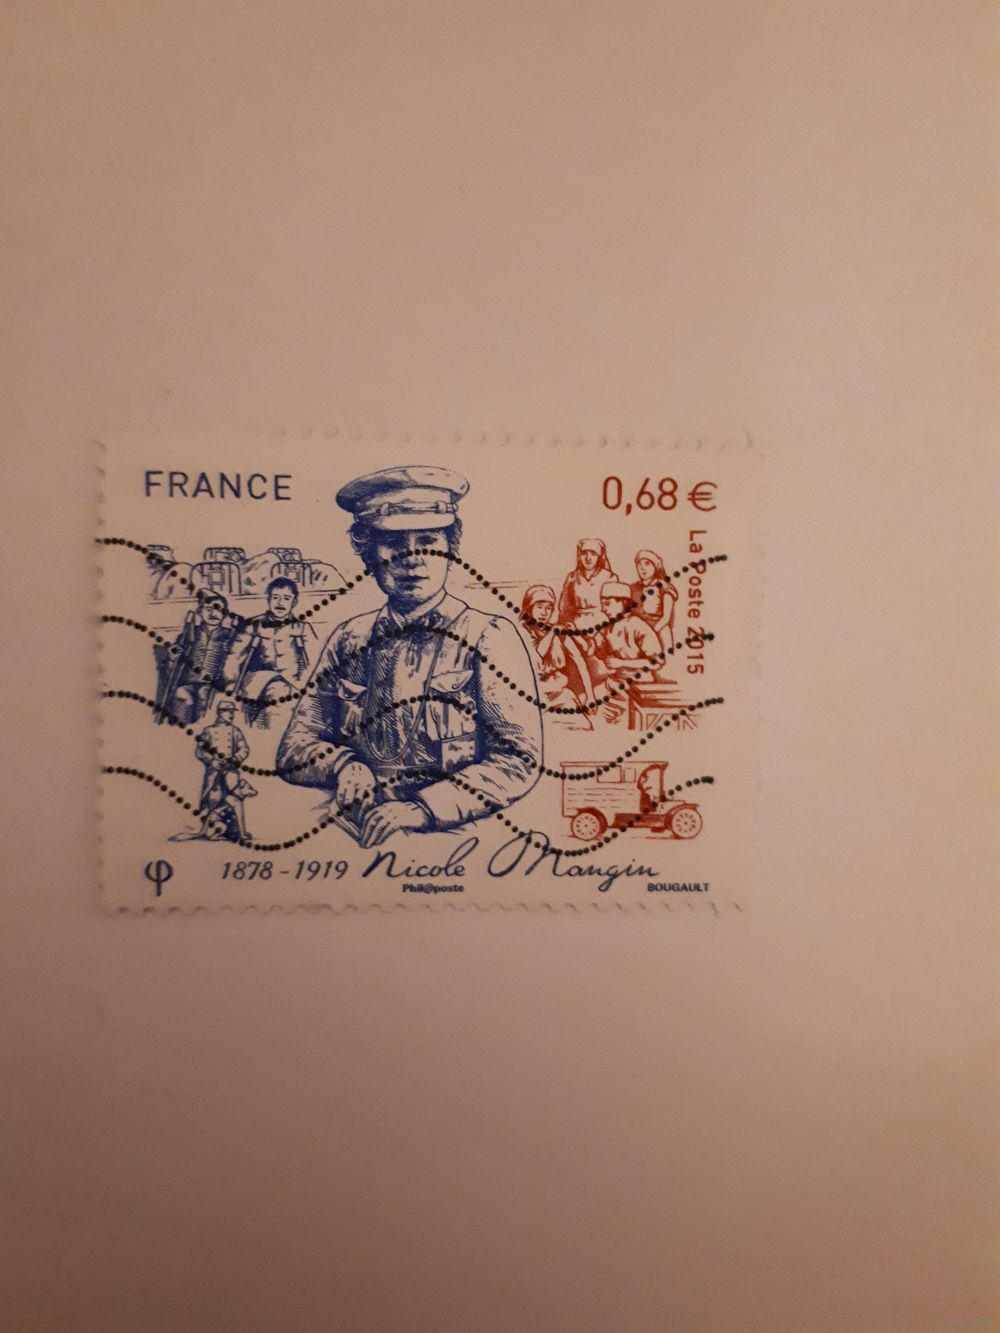 FRANCE
0,68 €
La Poste 2015
φ
1878 - 1919 Nicole Mangin
Phil@poste
BOUGAULT